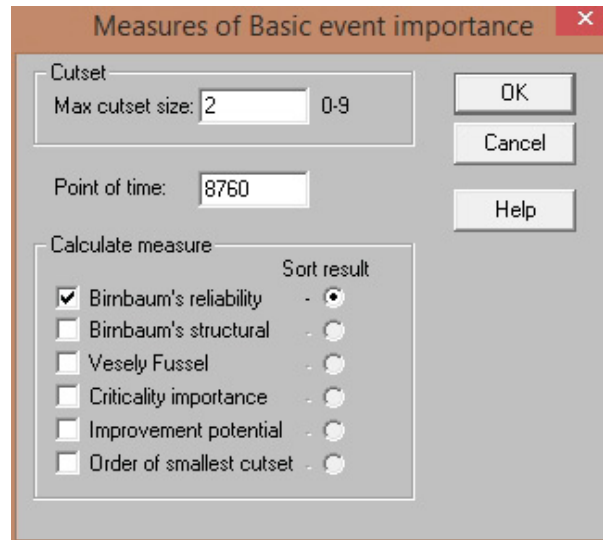 Measures of Basic event importance
Cutset
Max cutset size: 2 0-9
OK
Cancel
Point of time: 8760
Help
Calculate measure
Sort result
Birnbaum's reliability -
Birnbaum's structural -
Vesely Fussel -
Criticality importance -
Improvement potential -
Order of smallest cutset -